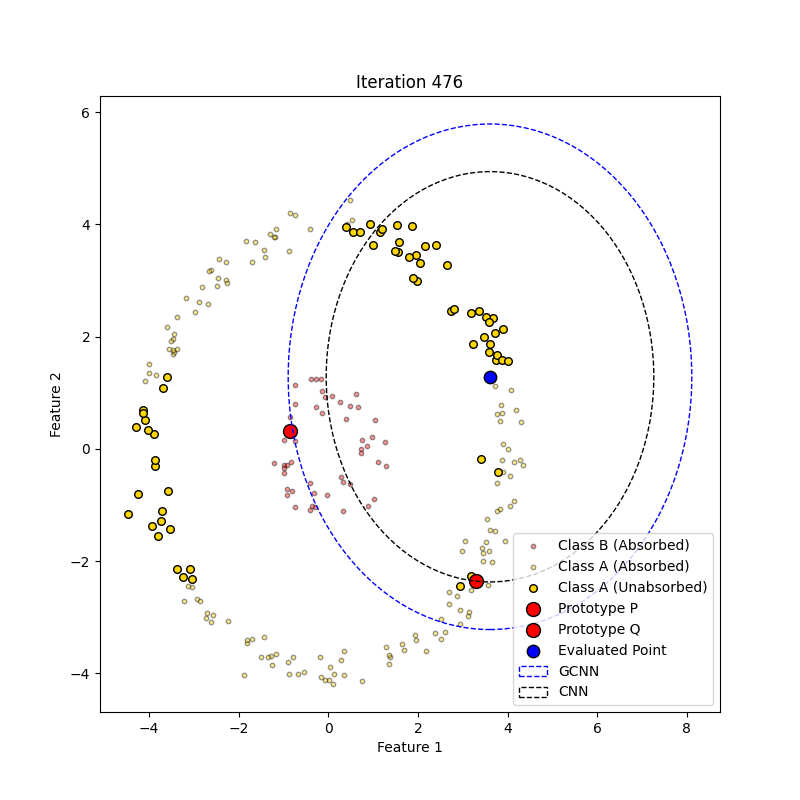 Iteration 476
6
4
2
0
−2
−4
Feature 2
−4
−2
0
2
4
6
8
Feature 1
Class B (Absorbed)
Class A (Absorbed)
Class A (Unabsorbed)
Prototype P
Prototype Q
Evaluated Point
GCNN
CNN